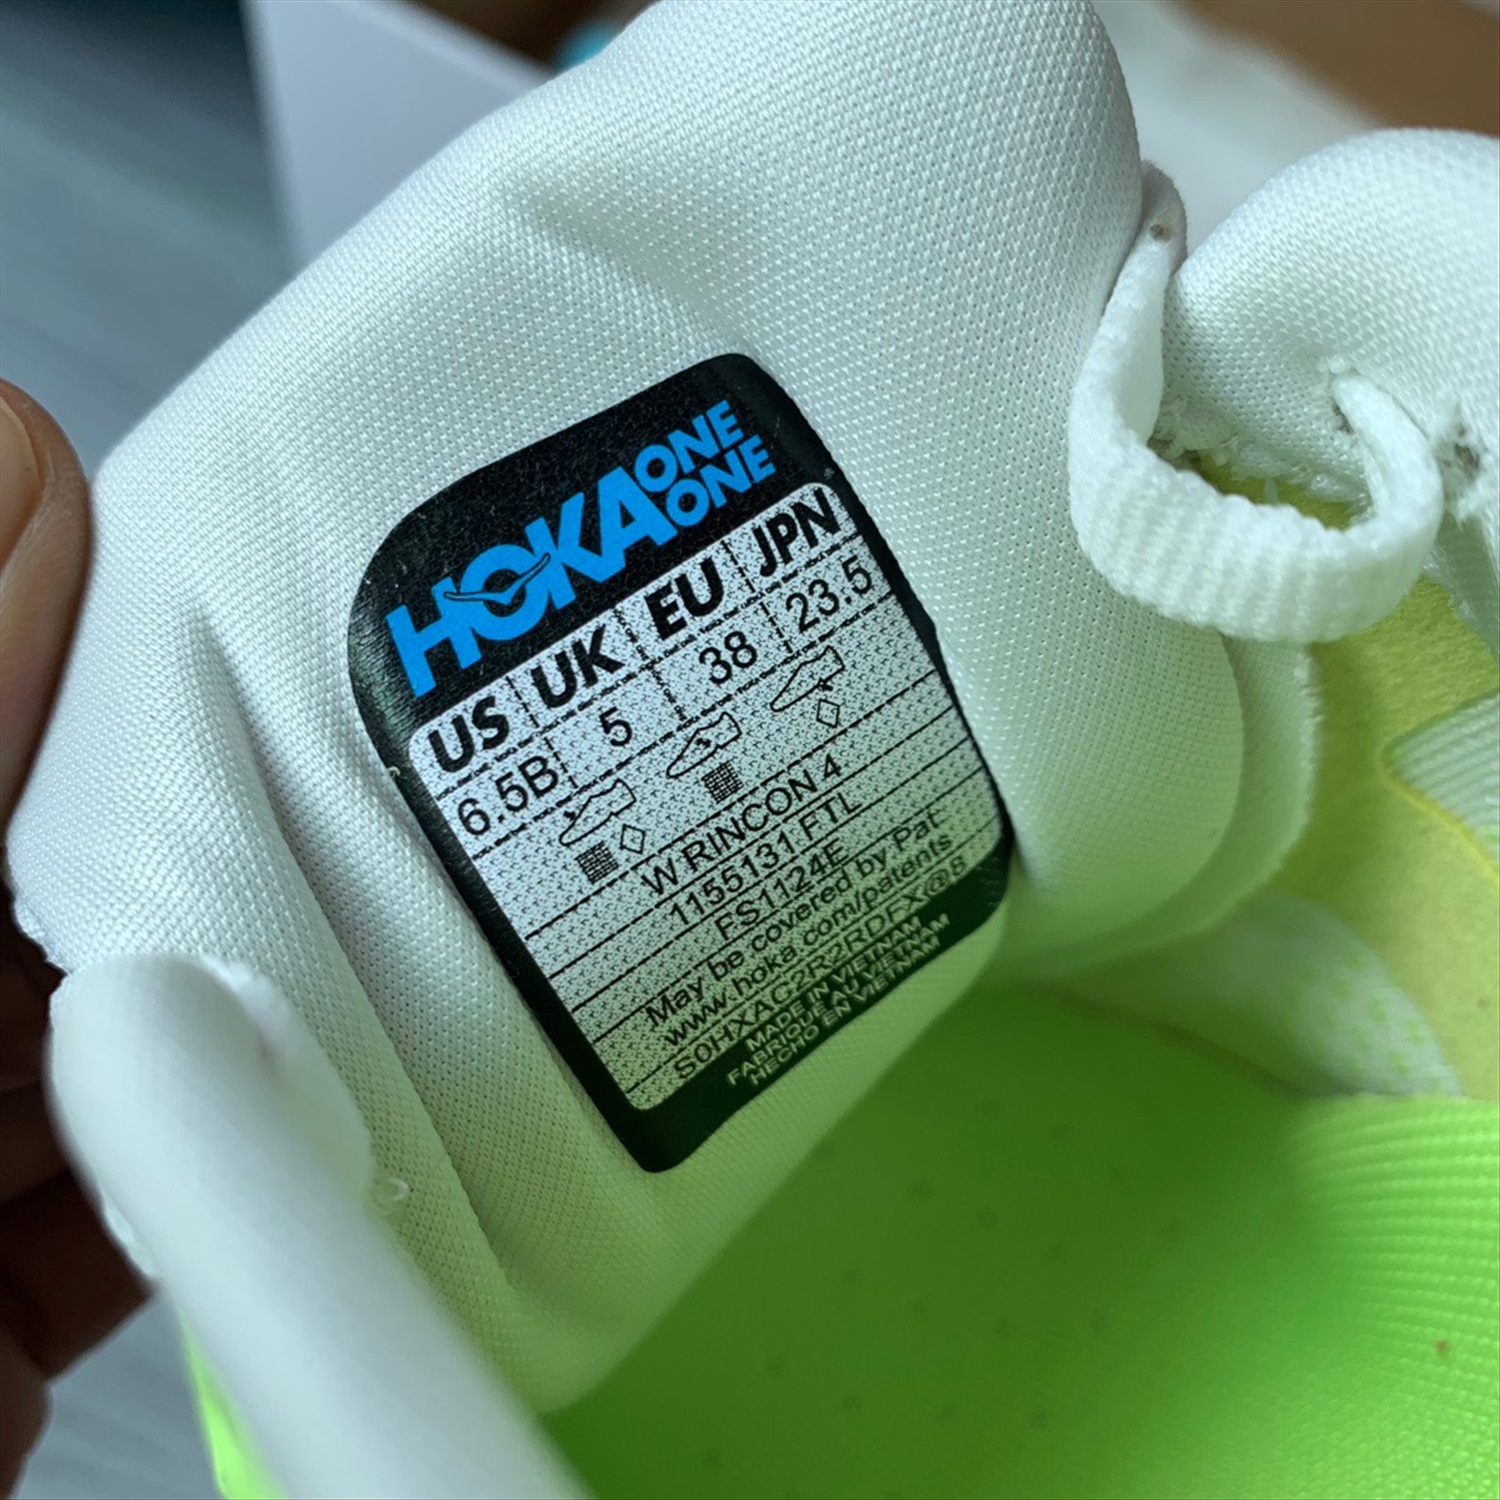 HOKA ONE ONE
US UK EU JPN
6.5B 5 38 23.5
W RINCON 4
1155131 FTL
FS1124E
May be covered by Pat:
www.hoka.com/patents
S0HXAC2R2RDFX@8
MADE IN VIETNAM
FABRIQUE AU VIETNAM
HECHO EN VIETNAM